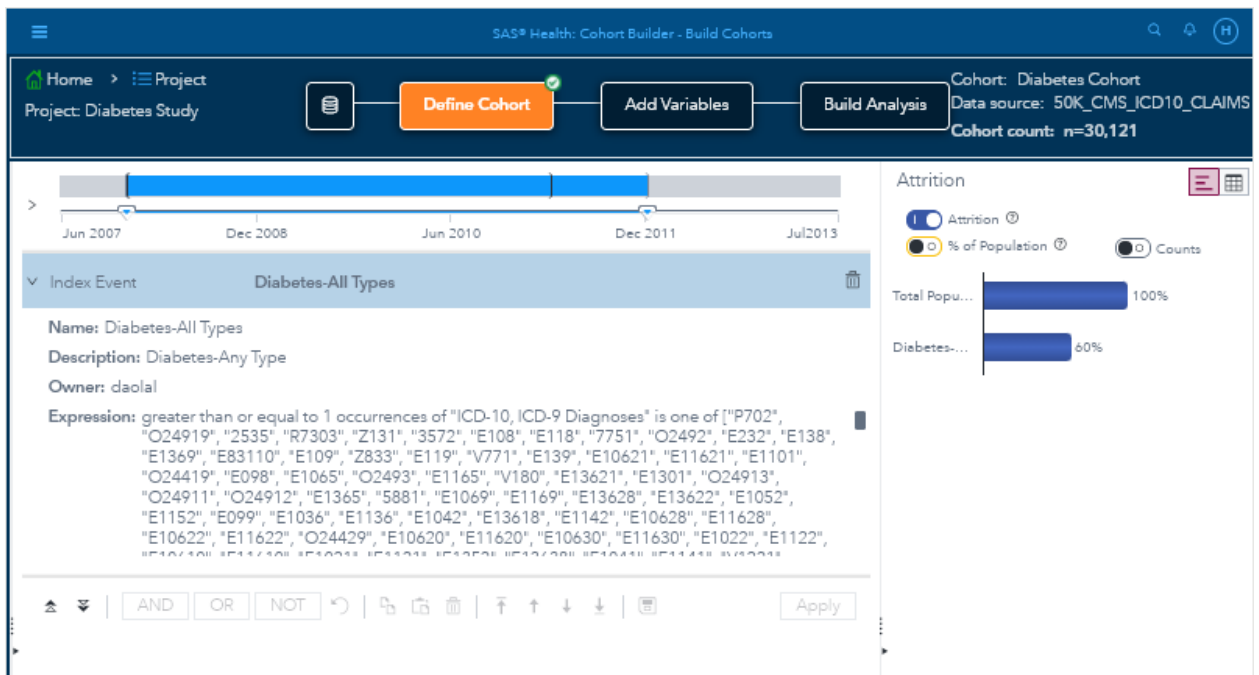 SAS® Health: Cohort Builder - Build Cohorts
H
Home > Project
Project: Diabetes Study
Define Cohort
Add Variables
Build Analysis
Cohort: Diabetes Cohort
Data source: 50K_CMS_ICD10_CLAIMS
Cohort count: n=30,121
Jun 2007
Dec 2008
Jun 2010
Dec 2011
Jul2013
Index Event
Diabetes-All Types
Name: Diabetes-All Types
Description: Diabetes-Any Type
Owner: daolal
Expression: greater than or equal to 1 occurrences of "ICD-10, ICD-9 Diagnoses" is one of ["P702",
"O24919", "2535", "R7303", "Z131", "3572", "E108", "E118", "7751", "O2492", "E232", "E138",
"E1369", "E83110", "E109", "Z833", "E119", "V771", "E139", "E10621", "E11621", "E1101",
"O24419", "E098", "E1065", "O2493", "E1165", "V180", "E13621", "E1301", "O24913",
"O24911", "O24912", "E1365", "5881", "E1069", "E1169", "E13628", "E13622", "E1052",
"E1152", "E099", "E1036", "E1136", "E1042", "E13618", "E1142", "E10628", "E11628",
"E10622", "E11622", "O24429", "E10620", "E11620", "E10630", "E11630", "E1022", "E1122",
AND
OR
NOT
Apply
Attrition
Attrition
% of Population
Counts
Total Popu...
100%
Diabetes-...
60%